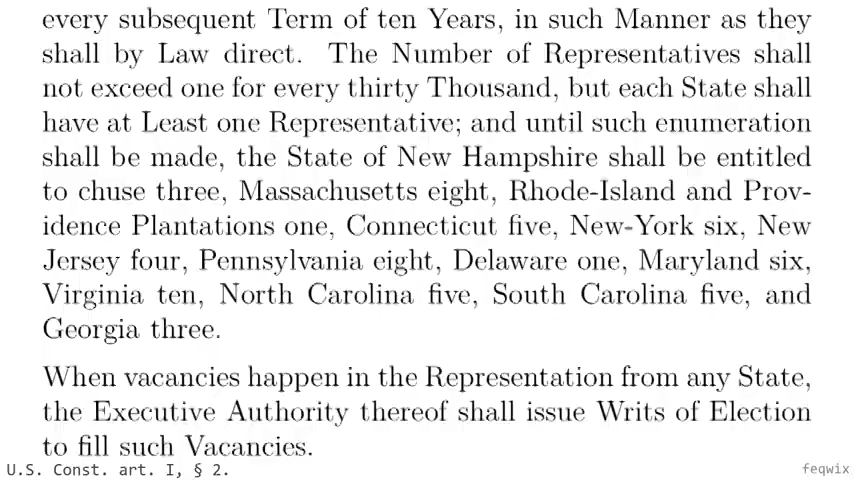 every subsequent Term of ten Years, in such Manner as they
shall by Law direct. The Number of Representatives shall
not exceed one for every thirty Thousand, but each State shall
have at Least one Representative; and until such enumeration
shall be made, the State of New Hampshire shall be entitled
to chuse three, Massachusetts eight, Rhode-Island and Prov-
idence Plantations one, Connecticut five, New-York six, New
Jersey four, Pennsylvania eight, Delaware one, Maryland six,
Virginia ten, North Carolina five, South Carolina five, and
Georgia three.
When vacancies happen in the Representation from any State,
the Executive Authority thereof shall issue Writs of Election
to fill such Vacancies.
U.S. Const. art. I, § 2.
feqwix